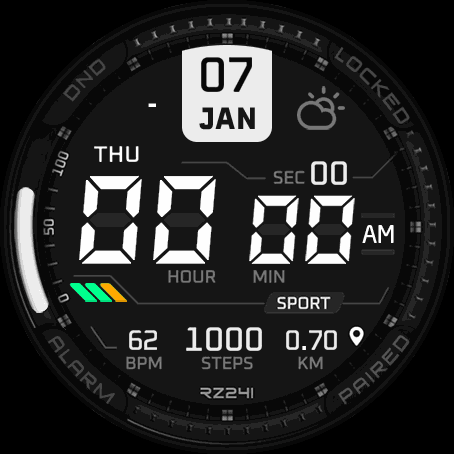 DND
LOCKED
07
JAN
-
THU
100
50
0
SEC 00
00 00 AM
HOUR MIN
SPORT
62 1000 0.70
BPM STEPS KM
ALARM
PAIRED
RZ241